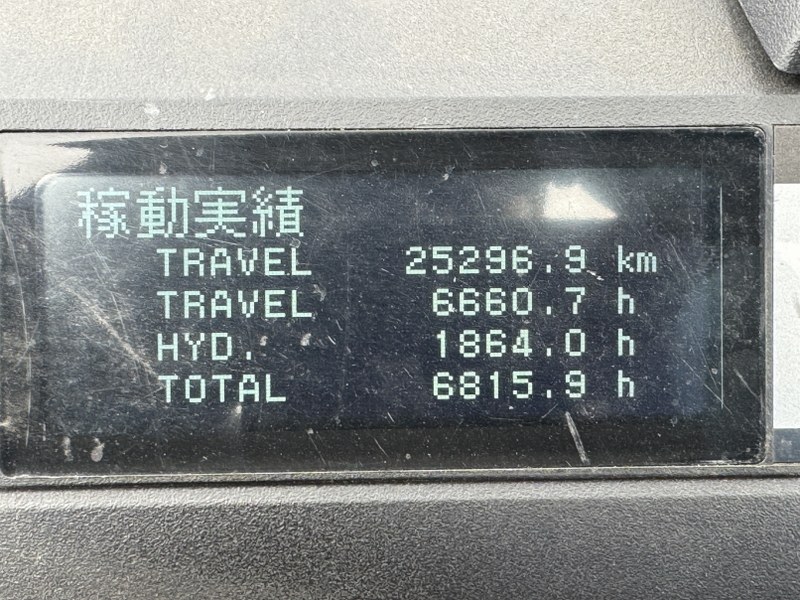 稼動実績
TRAVEL 25296.9 km
TRAVEL 6660.7 h
HYD. 1864.0 h
TOTAL 6815.9 h